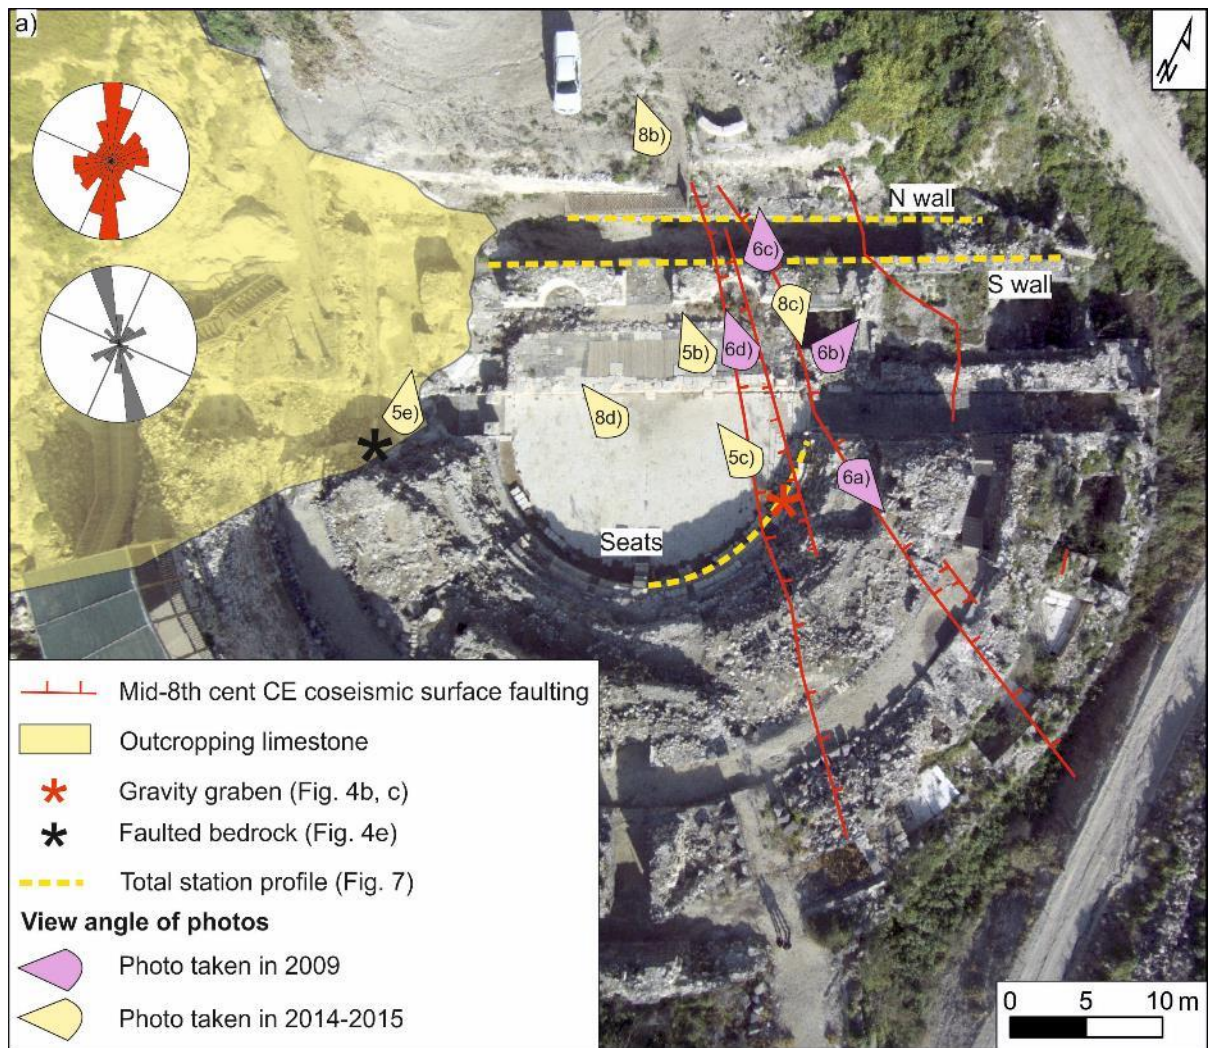 a)
N
8b)
N wall
6c)
S wall
8c)
5b)
6d)
6b)
5e)
8d)
5c)
6a)
Seats
Mid-8th cent CE coseismic surface faulting
Outcropping limestone
Gravity graben (Fig. 4b, c)
Faulted bedrock (Fig. 4e)
Total station profile (Fig. 7)
View angle of photos
Photo taken in 2009
Photo taken in 2014-2015
0 5 10 m